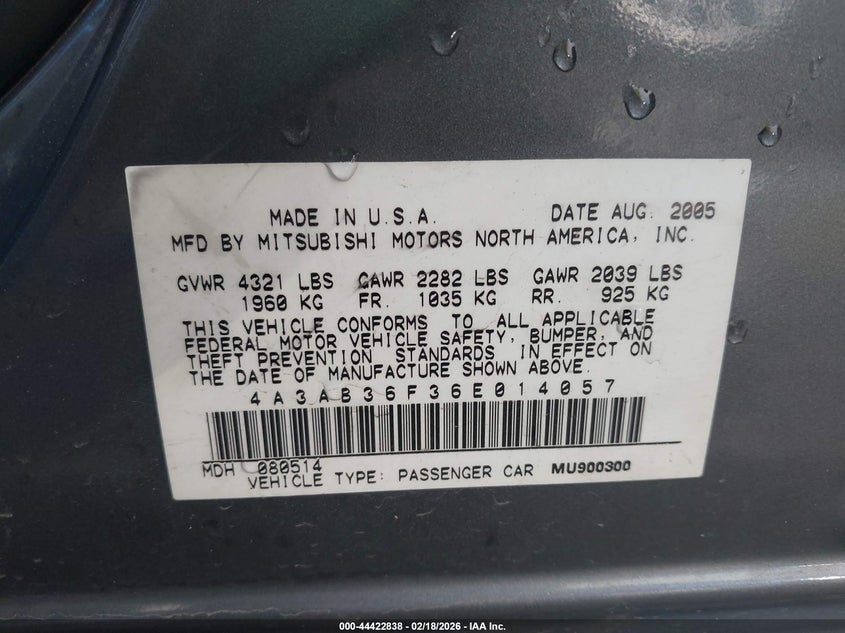 MADE IN U.S.A. DATE AUG. 2005
MFD BY MITSUBISHI MOTORS NORTH AMERICA, INC.
GVWR 4321 LBS GAWR 2282 LBS GAWR 2039 LBS
1960 KG FR. 1035 KG RR. 925 KG
THIS VEHICLE CONFORMS TO ALL APPLICABLE
FEDERAL MOTOR VEHICLE SAFETY, BUMPER, AND
THEFT PREVENTION STANDARDS IN EFFECT ON
THE DATE OF MANUFACTURE SHOWN ABOVE.
4A3AB36F36E014057
MDH 080514
VEHICLE TYPE: PASSENGER CAR MU900300
000-44422838 - 02/18/2026 - IAA Inc.